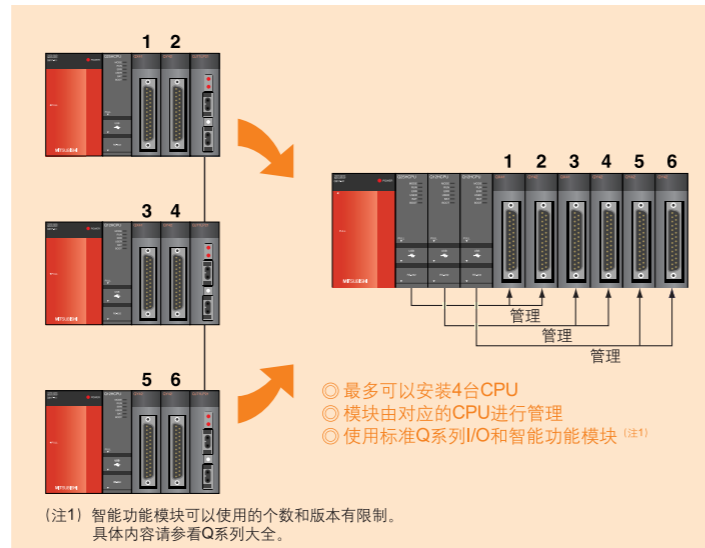 1 2
MITSUBISHI
3 4
MITSUBISHI
5 6
MITSUBISHI
1 2 3 4 5 6
MITSUBISHI
管理
管理
管理
◎ 最多可以安装4台CPU
◎ 模块由对应的CPU进行管理
◎ 使用标准Q系列I/O和智能功能模块 (注1)
(注1) 智能功能模块可以使用的个数和版本有限制。
具体内容请参看Q系列大全。